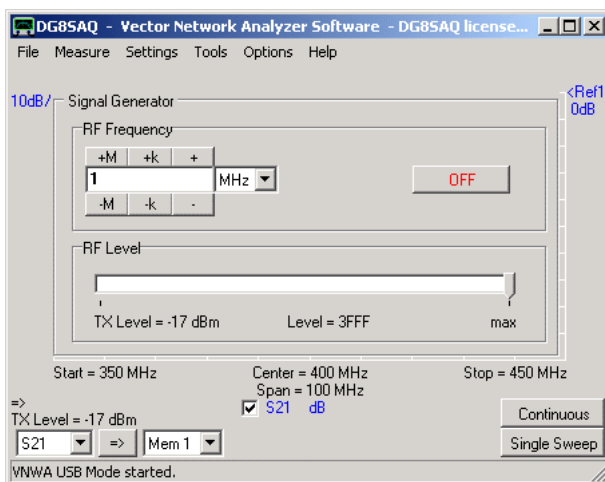 DG8SAQ - Vector Network Analyzer Software - DG8SAQ license...
File Measure Settings Tools Options Help
10dB/
<Ref1
0dB
Signal Generator
RF Frequency
+M +k +
1 MHz
OFF
-M -k -
RF Level
TX Level = -17 dBm Level = 3FFF max
Start = 350 MHz Center = 400 MHz Stop = 450 MHz
Span = 100 MHz
=>
S21 dB
TX Level = -17 dBm
Continuous
S21 => Mem 1
Single Sweep
VNWA USB Mode started.